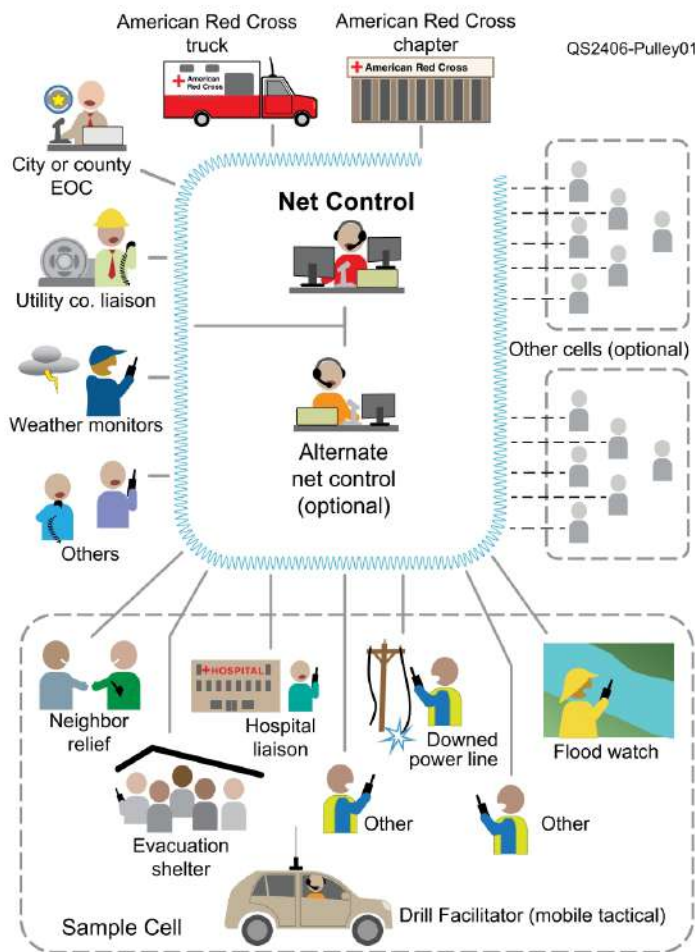 American Red Cross
truck
American Red Cross
chapter
QS2406-Pulley01
American
Red Cross
American Red Cross
City or county
EOC
Net Control
Utility co. liaison
Other cells (optional)
Weather monitors
Alternate
net control
(optional)
Others
HOSPITAL
Neighbor
relief
Hospital
liaison
Downed
power line
Flood watch
Other
Other
Evacuation
shelter
Sample Cell
Drill Facilitator (mobile tactical)